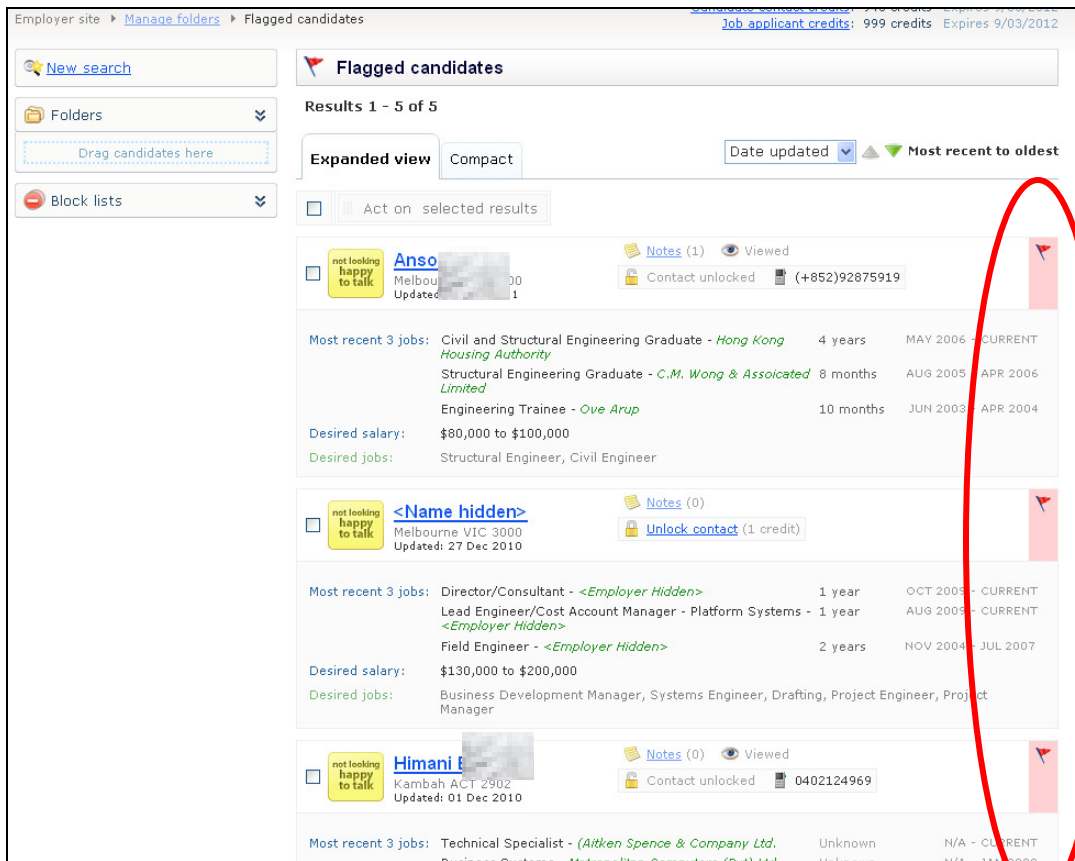 Employer site Manage folders Flagged candidates
Candidate contact credits: credits Expires 9/03/2012
Job applicant credits: 999 credits Expires 9/03/2012
New search
Folders
Drag candidates here
Block lists
Flagged candidates
Results 1 - 5 of 5
Expanded view Compact
Date updated Most recent to oldest
Act on selected results
not looking
happy
to talk
Anso
Notes (1) Viewed
Contact unlocked (+852)92875919
Updated 1
Most recent 3 jobs: Civil and Structural Engineering Graduate - Hong Kong Housing Authority 4 years MAY 2006 - CURRENT
Structural Engineering Graduate - C.M. Wong & Assoicated Limited 8 months AUG 2005 - APR 2006
Engineering Trainee - Ove Arup 10 months JUN 2003 - APR 2004
Desired salary: $80,000 to $100,000
Desired jobs: Structural Engineer, Civil Engineer
not looking
happy
to talk
<Name hidden>
Notes (0)
Melbourne VIC 3000
Unlock contact (1 credit)
Updated: 27 Dec 2010
Most recent 3 jobs: Director/Consultant - <Employer Hidden> 1 year OCT 2009 - CURRENT
Lead Engineer/Cost Account Manager - Platform Systems - <Employer Hidden> 1 year AUG 2009 - CURRENT
Field Engineer - <Employer Hidden> 2 years NOV 2004 - JUL 2007
Desired salary: $130,000 to $200,000
Desired jobs: Business Development Manager, Systems Engineer, Drafting, Project Engineer, Project
Manager
not looking
happy
to talk
Himani
Notes (0) Viewed
Kambah ACT 2902
Contact unlocked 0402124969
Updated: 01 Dec 2010
Most recent 3 jobs: Technical Specialist - (Aitken Spence & Company Ltd. Unknown N/A - CURRENT